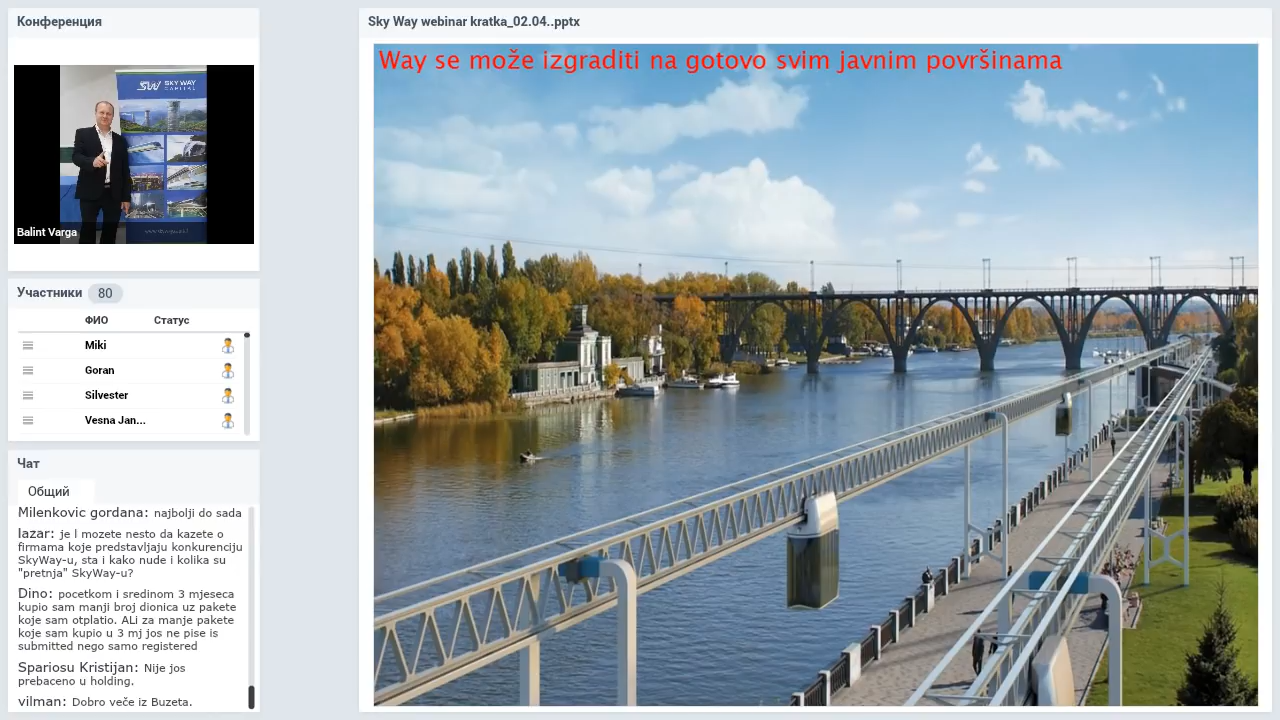 Конференция
SKY WAY
CAPITAL
Balint Varga
Участники 80
ФИО Статус
Miki
Goran
Silvester
Vesna Jan...
Чат
Общий
Milenkovic gordana: najbolji do sada
lazar: je l mozete nesto da kazete o
firmama koje predstavljaju konkurenciju
SkyWay-u, sta i kako nude i kolika su
"pretnja" SkyWay-u?
Dino: pocetkom i sredinom 3 mjeseca
kupio sam manji broj dionica uz pakete
koje sam otplatio. ALi za manje pakete
koje sam kupio u 3 mj jos ne pise is
submitted nego samo registered
Spariosu Kristijan: Nije jos
prebaceno u holding.
vilman: Dobro veče iz Buzeta.
Sky Way webinar kratka_02.04..pptx
Way se može izgraditi na gotovo svim javnim površinama